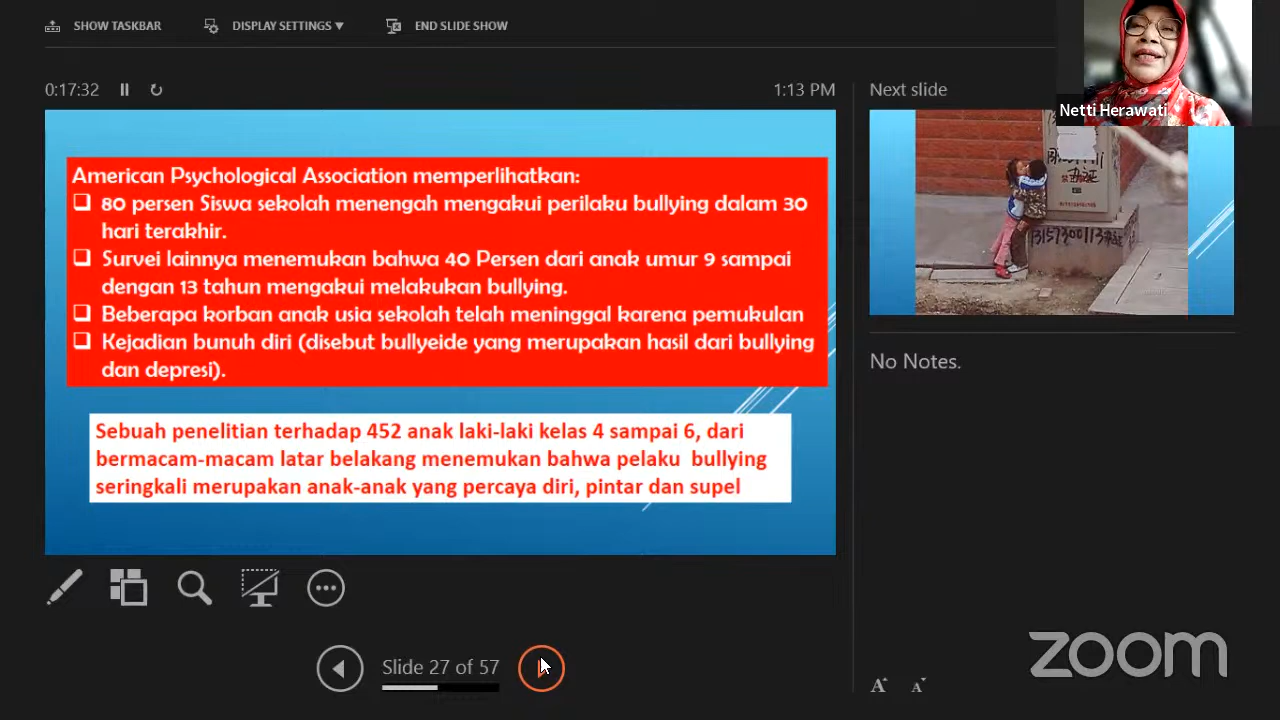 SHOW TASKBAR
DISPLAY SETTINGS ▼
END SLIDE SHOW
0:17:32
1:13 PM
Next slide
Netti Herawati
American Psychological Association memperlihatkan:
❑ 80 persen Siswa sekolah menengah mengakui perilaku bullying dalam 30
hari terakhir.
❑ Survei lainnya menemukan bahwa 40 Persen dari anak umur 9 sampai
dengan 13 tahun mengakui melakukan bullying.
❑ Beberapa korban anak usia sekolah telah meninggal karena pemukulan
❑ Kejadian bunuh diri (disebut bullyeide yang merupakan hasil dari bullying
dan depresi).
Sebuah penelitian terhadap 452 anak laki-laki kelas 4 sampai 6, dari
bermacam-macam latar belakang menemukan bahwa pelaku bullying
seringkali merupakan anak-anak yang percaya diri, pintar dan supel
No Notes.
Slide 27 of 57
A A
zoom